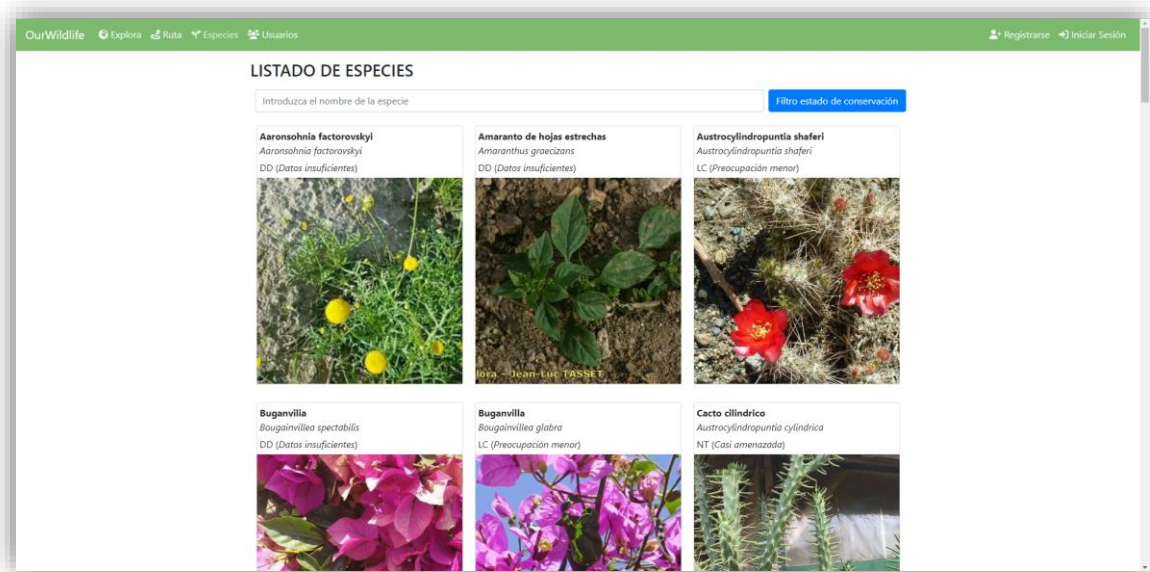 OurWildlife Explora Ruta Especies Usuarios Registrarse Iniciar Sesión
LISTADO DE ESPECIES
Introduzca el nombre de la especie Filtro estado de conservación
Aaronsohnia factorovskyi
Aaronsohnia factorovskyi
DD (Datos insuficientes)
Amaranto de hojas estrechas
Amaranthus graecizans
DD (Datos insuficientes)
lora - Jean-Luc TASSET
Austrocylindropuntia shaferi
Austrocylindropuntia shaferi
LC (Preocupación menor)
Buganvilia
Bougainvillea spectabilis
DD (Datos insuficientes)
Buganvilla
Bougainvillea glabra
LC (Preocupación menor)
Cacto cilíndrico
Austrocylindropuntia cylindrica
NT (Casi amenazada)